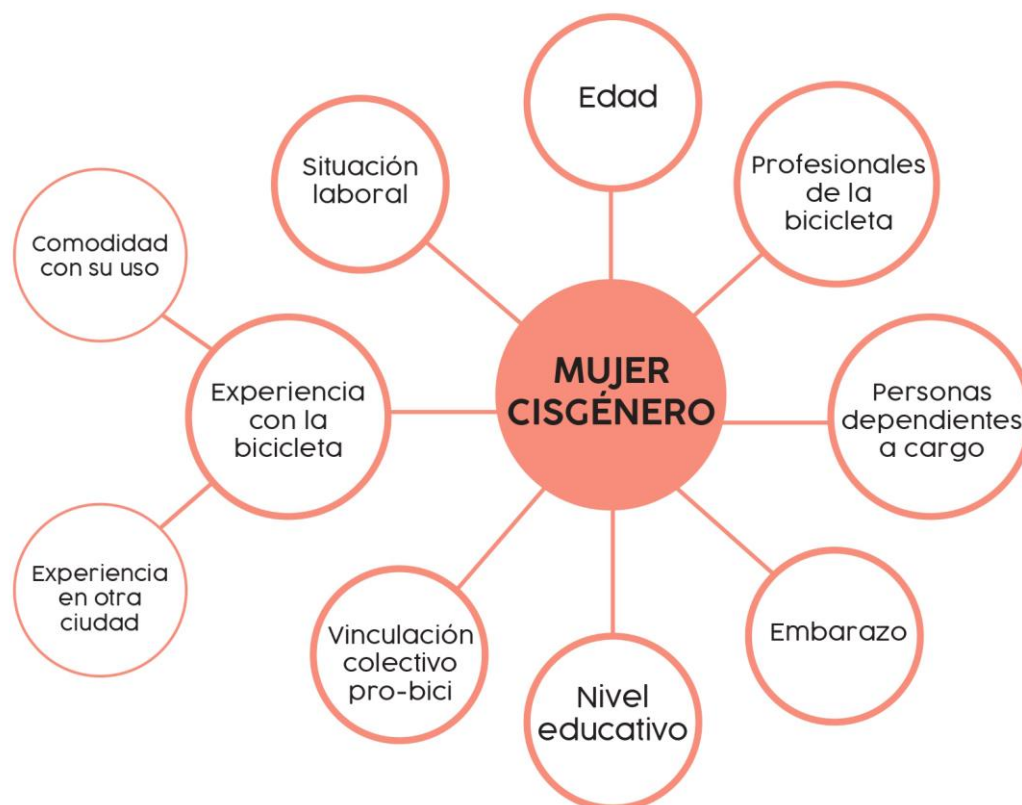 Edad
Situación
laboral
Profesionales
de la
bicicleta
Comodidad
con su uso
MUJER
CISGÉNERO
Experiencia
con la
bicicleta
Personas
dependientes
a cargo
Experiencia
en otra
ciudad
Vinculación
colectivo
pro-bici
Nivel
educativo
Embarazo